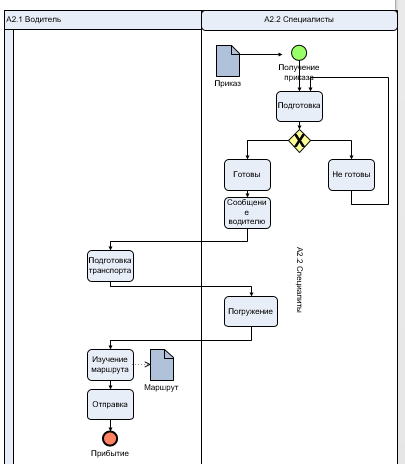 А2.1 Водитель
А2.2 Специалисты
Приказ
Получение
приказа
Подготовка
Готовы
Не готовы
Сообщени
е
водителю
А2.2 Специалиты
Подготовка
транспорта
Погружение
Изучение
маршрута
Маршрут
Отправка
Прибытие